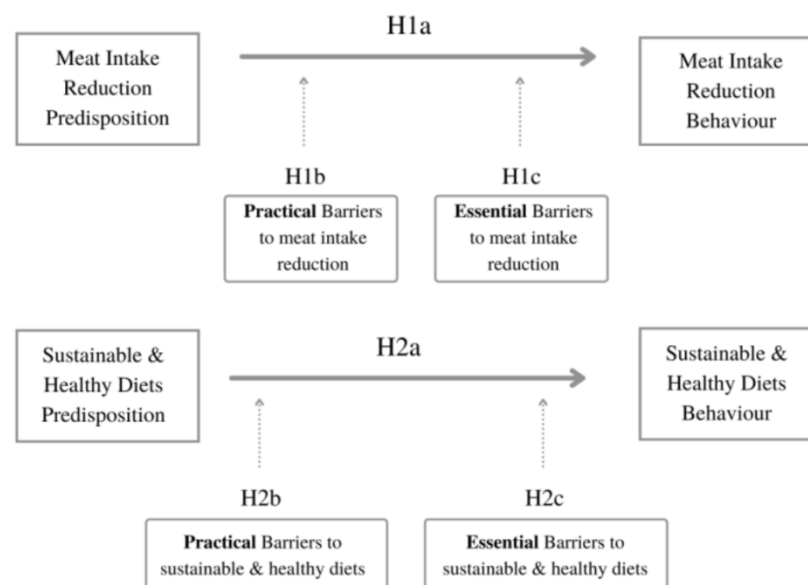 H1a
Meat Intake
Reduction
Predisposition
Meat Intake
Reduction
Behaviour
H1b
Practical Barriers
to meat intake
reduction
H1c
Essential Barriers
to meat intake
reduction
H2a
Sustainable &
Healthy Diets
Predisposition
Sustainable &
Healthy Diets
Behaviour
H2b
Practical Barriers to
sustainable & healthy diets
H2c
Essential Barriers to
sustainable & healthy diets